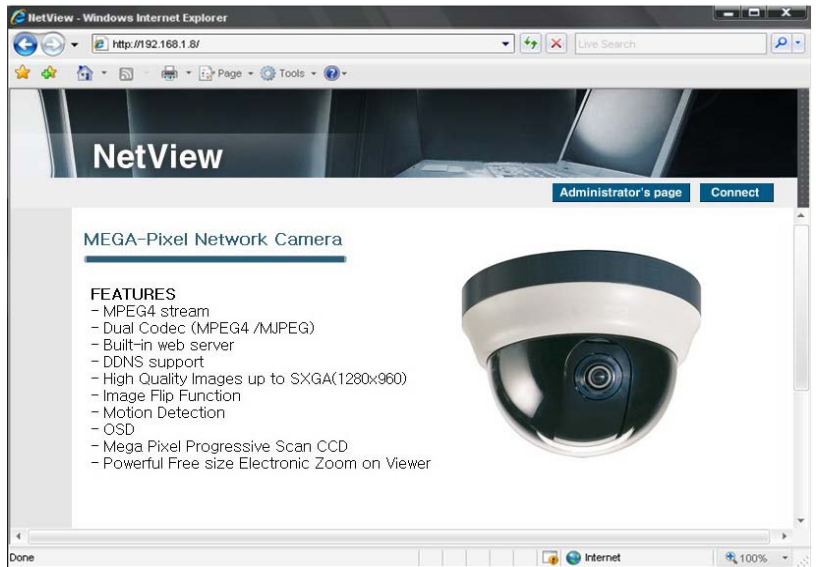 NetView - Windows Internet Explorer
http://192.168.1.8/
Live Search
Page
Tools
NetView
Administrator's page
Connect
MEGA-Pixel Network Camera
FEATURES
- MPEG4 stream
- Dual Codec (MPEG4 /MJPEG)
- Built-in web server
- DDNS support
- High Quality Images up to SXGA(1280x960)
- Image Flip Function
- Motion Detection
- OSD
- Mega Pixel Progressive Scan CCD
- Powerful Free size Electronic Zoom on Viewer
Done
Internet
100%